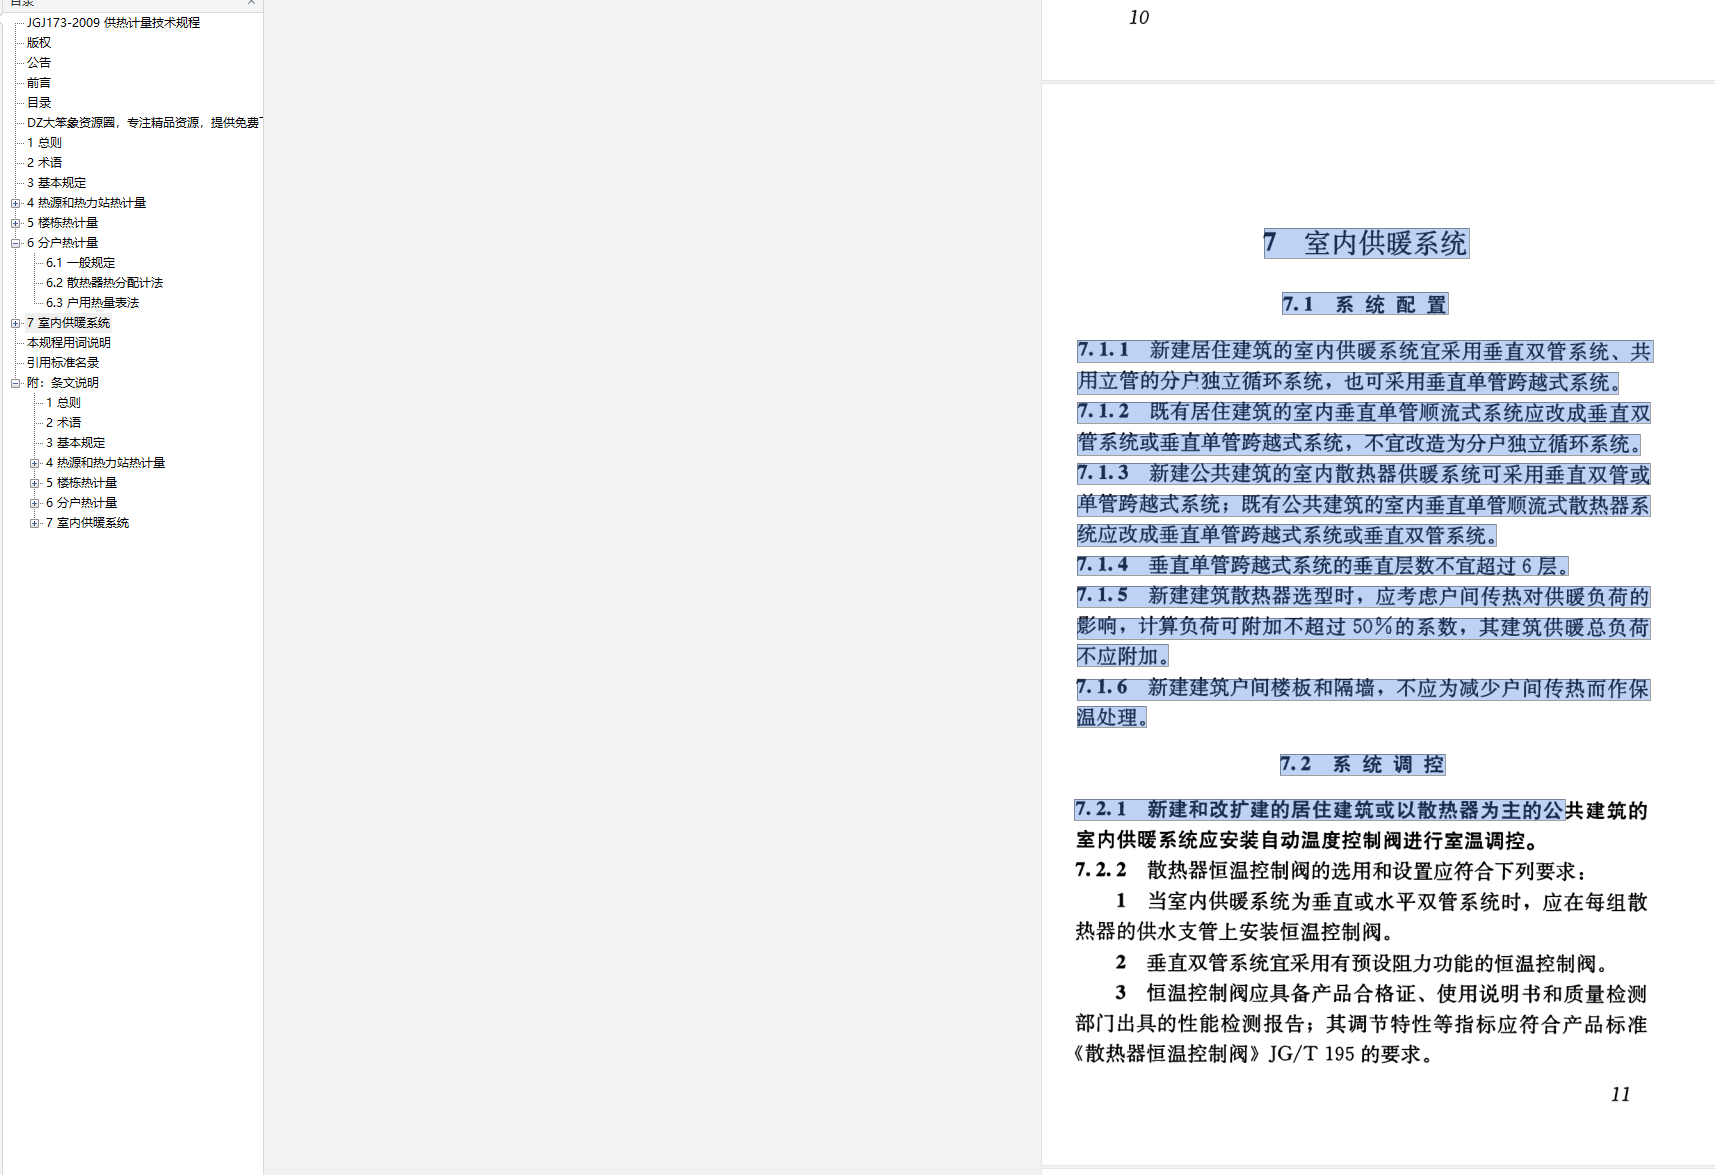 目录
JGJ173-2009 供热计量技术规程
版权
公告
前言
目录
DZ大笨象资源圈，专注精品资源，提供免费
1 总则
2 术语
3 基本规定
4 热源和热力站热计量
5 楼栋热计量
6 分户热计量
6.1 一般规定
6.2 散热器热分配计法
6.3 户用热量表法
7 室内供暖系统
本规程用词说明
引用标准名录
附：条文说明
1 总则
2 术语
3 基本规定
4 热源和热力站热计量
5 楼栋热计量
6 分户热计量
7 室内供暖系统
10
7 室内供暖系统
7.1 系统配置
7.1.1 新建居住建筑的室内供暖系统宜采用垂直双管系统、共
用立管的分户独立循环系统，也可采用垂直单管跨越式系统。
7.1.2 既有居住建筑的室内垂直单管顺流式系统应改成垂直双
管系统或垂直单管跨越式系统，不宜改造为分户独立循环系统。
7.1.3 新建公共建筑的室内散热器供暖系统可采用垂直双管或
单管跨越式系统；既有公共建筑的室内垂直单管顺流式散热器系
统应改成垂直单管跨越式系统或垂直双管系统。
7.1.4 垂直单管跨越式系统的垂直层数不宜超过 6 层。
7.1.5 新建建筑散热器选型时，应考虑户间传热对供暖负荷的
影响，计算负荷可附加不超过 50%的系数，其建筑供暖总负荷
不应附加。
7.1.6 新建建筑户间楼板和隔墙，不应为减少户间传热而作保
温处理。
7.2 系统调控
7.2.1 新建和改扩建的居住建筑或以散热器为主的公共建筑的
室内供暖系统应安装自动温度控制阀进行室温调控。
7.2.2 散热器恒温控制阀的选用和设置应符合下列要求：
1 当室内供暖系统为垂直或水平双管系统时，应在每组散
热器的供水支管上安装恒温控制阀。
2 垂直双管系统宜采用有预设阻力功能的恒温控制阀。
3 恒温控制阀应具备产品合格证、使用说明书和质量检测
部门出具的性能检测报告；其调节特性等指标应符合产品标准
《散热器恒温控制阀》JG/T 195 的要求。
11